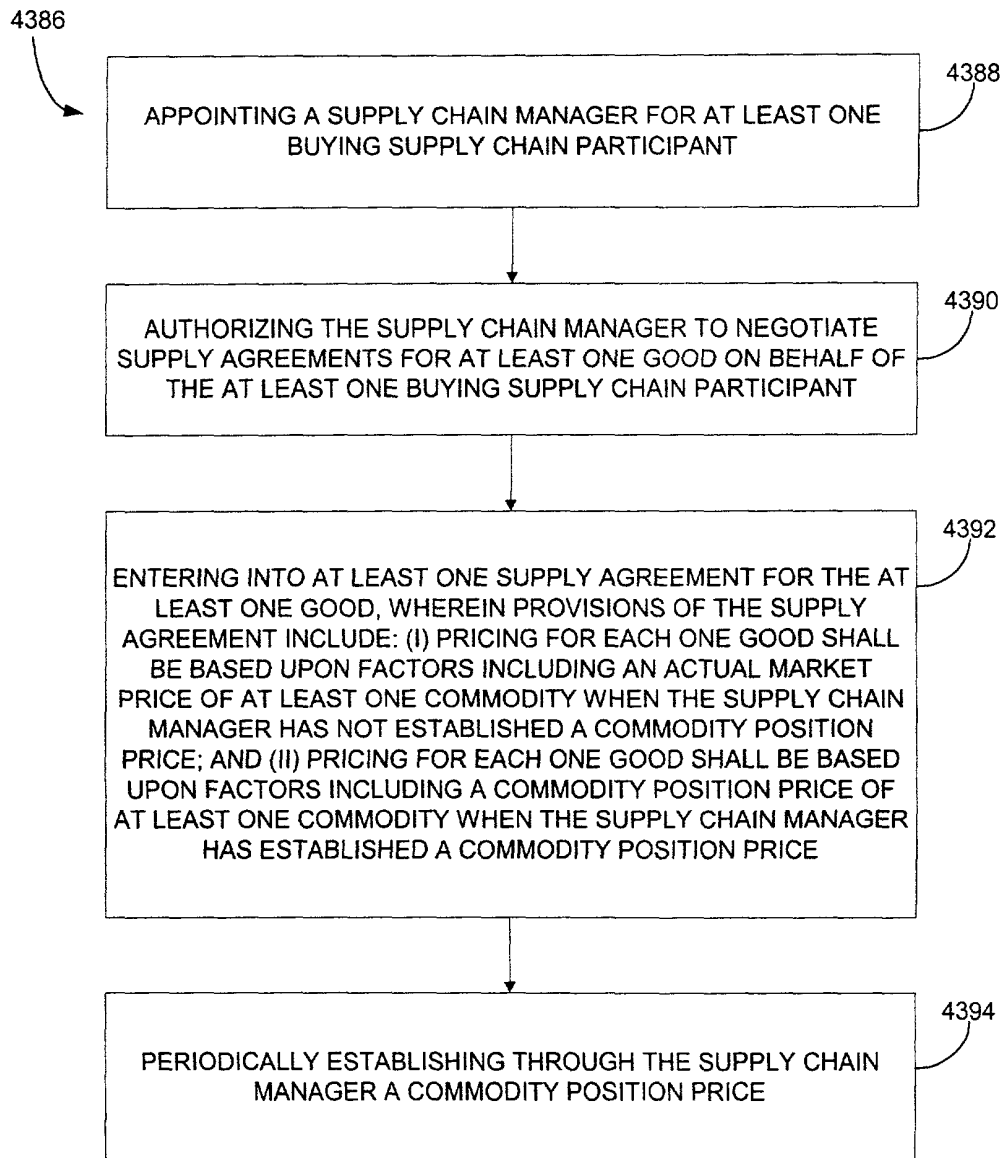 4386
4388
APPOINTING A SUPPLY CHAIN MANAGER FOR AT LEAST ONE
BUYING SUPPLY CHAIN PARTICIPANT
4390
AUTHORIZING THE SUPPLY CHAIN MANAGER TO NEGOTIATE
SUPPLY AGREEMENTS FOR AT LEAST ONE GOOD ON BEHALF OF
THE AT LEAST ONE BUYING SUPPLY CHAIN PARTICIPANT
4392
ENTERING INTO AT LEAST ONE SUPPLY AGREEMENT FOR THE AT
LEAST ONE GOOD, WHEREIN PROVISIONS OF THE SUPPLY
AGREEMENT INCLUDE: (I) PRICING FOR EACH ONE GOOD SHALL
BE BASED UPON FACTORS INCLUDING AN ACTUAL MARKET
PRICE OF AT LEAST ONE COMMODITY WHEN THE SUPPLY CHAIN
MANAGER HAS NOT ESTABLISHED A COMMODITY POSITION
PRICE; AND (II) PRICING FOR EACH ONE GOOD SHALL BE BASED
UPON FACTORS INCLUDING A COMMODITY POSITION PRICE OF
AT LEAST ONE COMMODITY WHEN THE SUPPLY CHAIN MANAGER
HAS ESTABLISHED A COMMODITY POSITION PRICE
4394
PERIODICALLY ESTABLISHING THROUGH THE SUPPLY CHAIN
MANAGER A COMMODITY POSITION PRICE